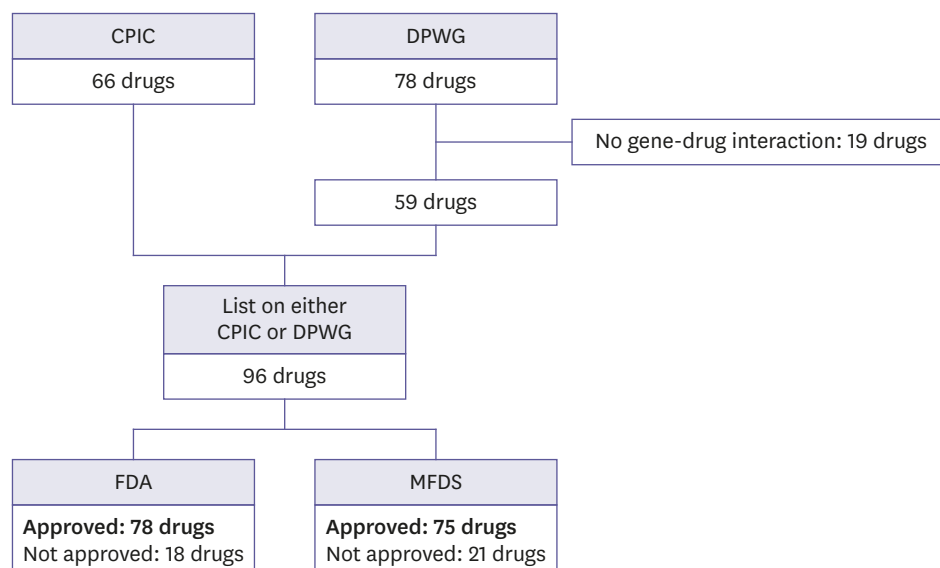 CPIC
66 drugs
DPWG
78 drugs
No gene-drug interaction: 19 drugs
59 drugs
List on either
CPIC or DPWG
96 drugs
FDA
Approved: 78 drugs
Not approved: 18 drugs
MFDS
Approved: 75 drugs
Not approved: 21 drugs